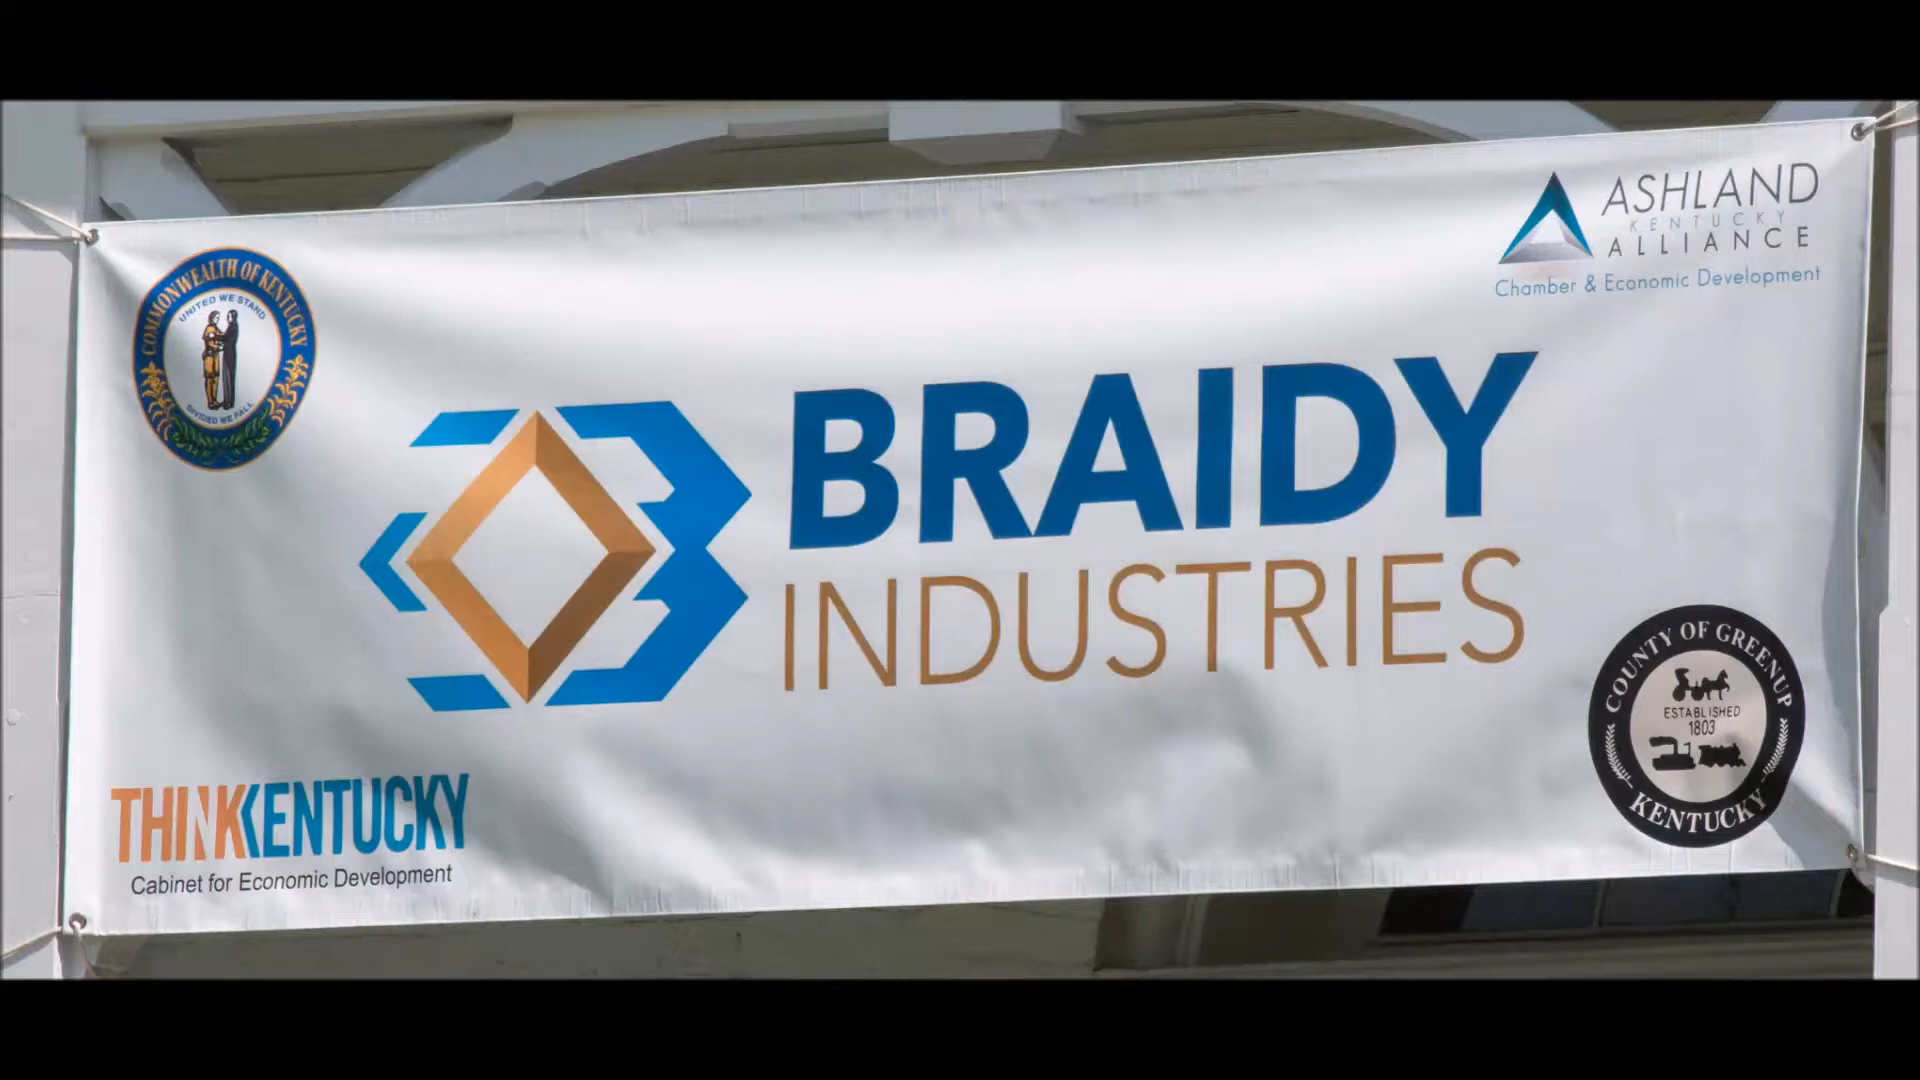 COMMONWEALTH OF KENTUCKY
UNITED WE STAND
DIVIDED WE FALL
ASHLAND
KENTUCKY
ALLIANCE
Chamber & Economic Development
BRAIDY
INDUSTRIES
THINKKENTUCKY
Cabinet for Economic Development
COUNTY OF GREENUP
ESTABLISHED
1803
KENTUCKY